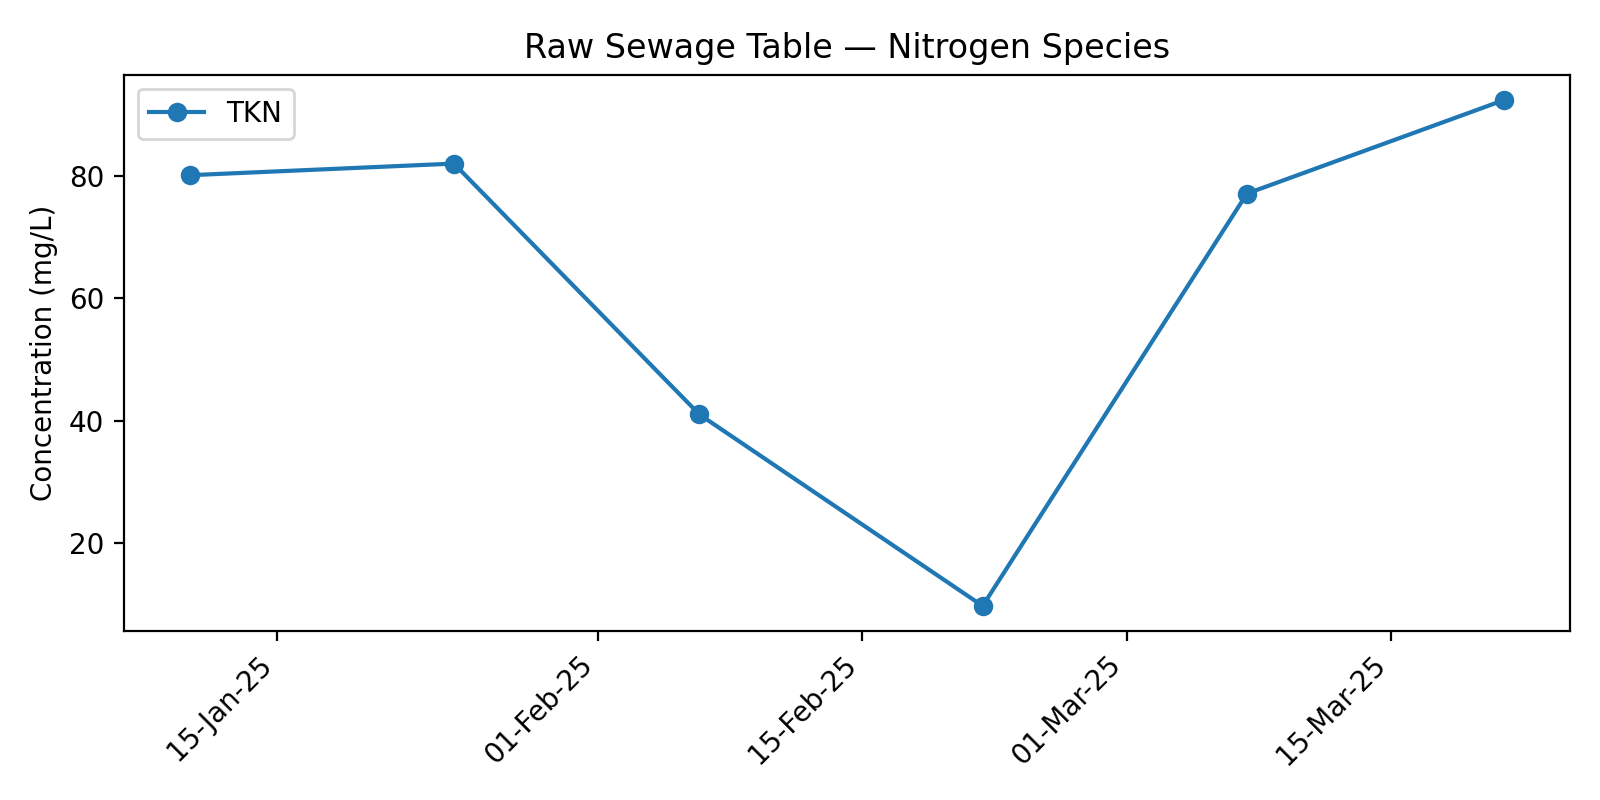 Raw Sewage Table — Nitrogen Species
TKN
Concentration (mg/L)
80
60
40
20
15-Jan-25
01-Feb-25
15-Feb-25
01-Mar-25
15-Mar-25